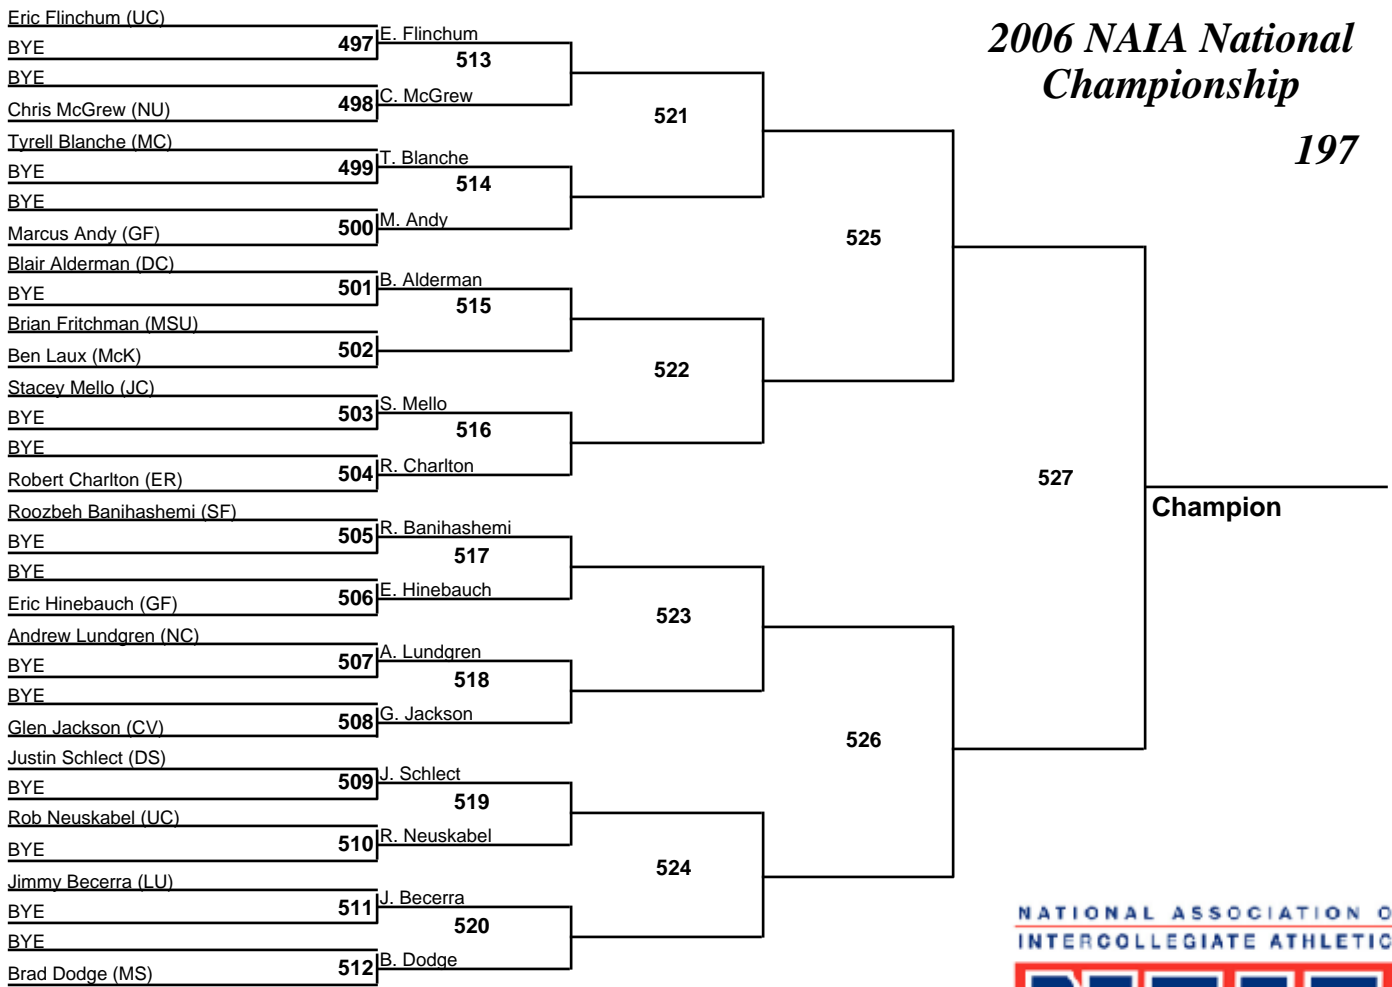 2006 NAIA National
Championship
197
Eric Flinchum (UC)
BYE
497
E. Flinchum
513
BYE
Chris McGrew (NU)
498
C. McGrew
521
Tyrell Blanche (MC)
BYE
499
T. Blanche
514
BYE
Marcus Andy (GF)
500
M. Andy
525
Blair Alderman (DC)
BYE
501
B. Alderman
515
Brian Fritchman (MSU)
Ben Laux (McK)
502
522
Stacey Mello (JC)
BYE
503
S. Mello
516
BYE
Robert Charlton (ER)
504
R. Charlton
527
Champion
Roozbeh Banihashemi (SF)
BYE
505
R. Banihashemi
517
BYE
Eric Hinebauch (GF)
506
E. Hinebauch
523
Andrew Lundgren (NC)
BYE
507
A. Lundgren
518
BYE
Glen Jackson (CV)
508
G. Jackson
526
Justin Schlect (DS)
BYE
509
J. Schlect
519
Rob Neuskabel (UC)
BYE
510
R. Neuskabel
524
Jimmy Becerra (LU)
BYE
511
J. Becerra
520
BYE
Brad Dodge (MS)
512
B. Dodge
NATIONAL ASSOCIATION O
INTERCOLLEGIATE ATHLETIC